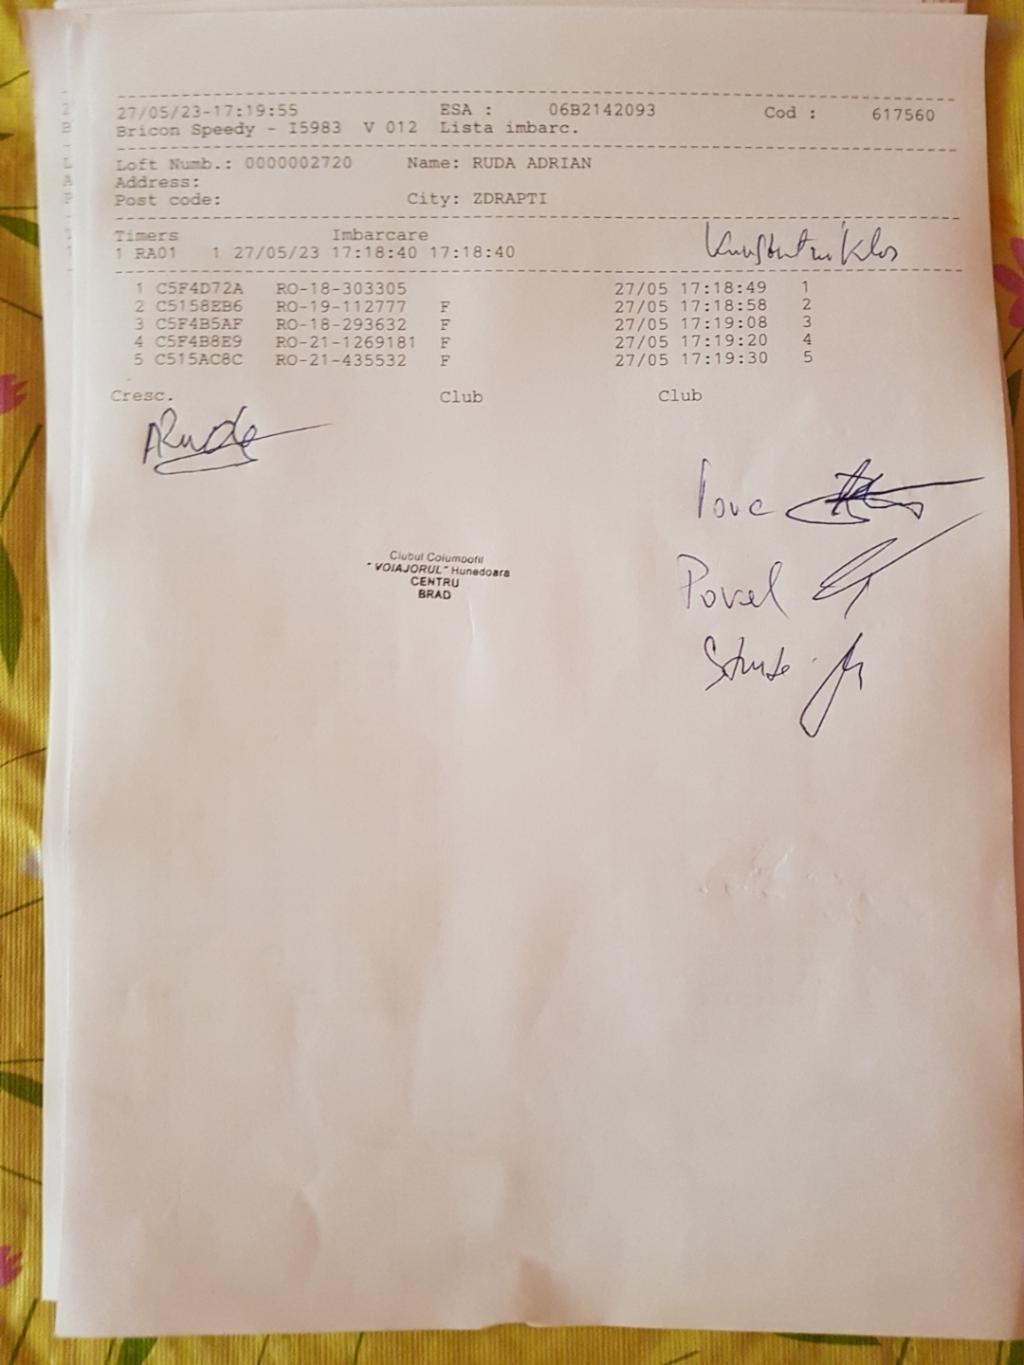 27/05/23-17:19:55 ESA : 06B2142093 Cod : 617560
Bricon Speedy - I5983 V 012 Lista imbarc.
Loft Numb.: 0000002720 Name: RUDA ADRIAN
Address:
Post code: City: ZDRAPTI
Timers Imbarcare
1 RA01 1 27/05/23 17:18:40 17:18:40
1 C5F4D72A RO-18-303305 27/05 17:18:49 1
2 C5158EB6 RO-19-112777 F 27/05 17:18:58 2
3 C5F4B5AF RO-18-293632 F 27/05 17:19:08 3
4 C5F4B8E9 RO-21-1269181 F 27/05 17:19:20 4
5 C515AC8C RO-21-435532 F 27/05 17:19:30 5
Cresc. Club Club
Clubul Columbofil
"VOIAJORUL" Hunedoara
CENTRU
BRAD